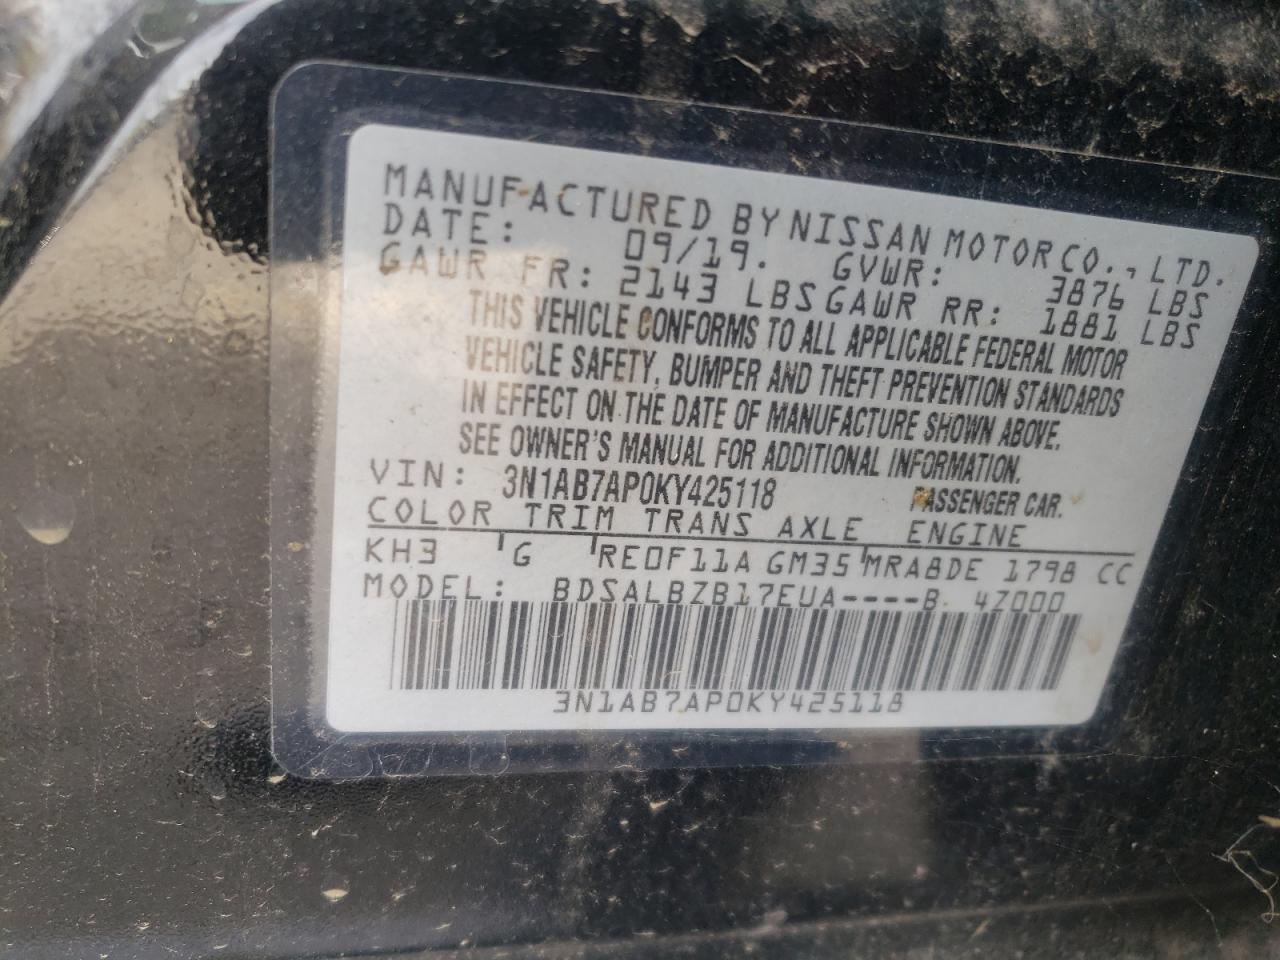 MANUFACTURED BY NISSAN MOTOR CO., LTD.
DATE: 09/19. GVWR: 3876 LBS
GAWR FR: 2143 LBS GAWR RR: 1881 LBS
THIS VEHICLE CONFORMS TO ALL APPLICABLE FEDERAL MOTOR
VEHICLE SAFETY, BUMPER AND THEFT PREVENTION STANDARDS
IN EFFECT ON THE DATE OF MANUFACTURE SHOWN ABOVE.
SEE OWNER'S MANUAL FOR ADDITIONAL INFORMATION.
VIN: 3N1AB7AP0KY425118 PASSENGER CAR.
COLOR TRIM TRANS AXLE ENGINE
KH3 G RE0F11A GM35 MRA8DE 1798 CC
MODEL: BDSALBZB17EUA----B 4Z000
3N1AB7AP0KY425118